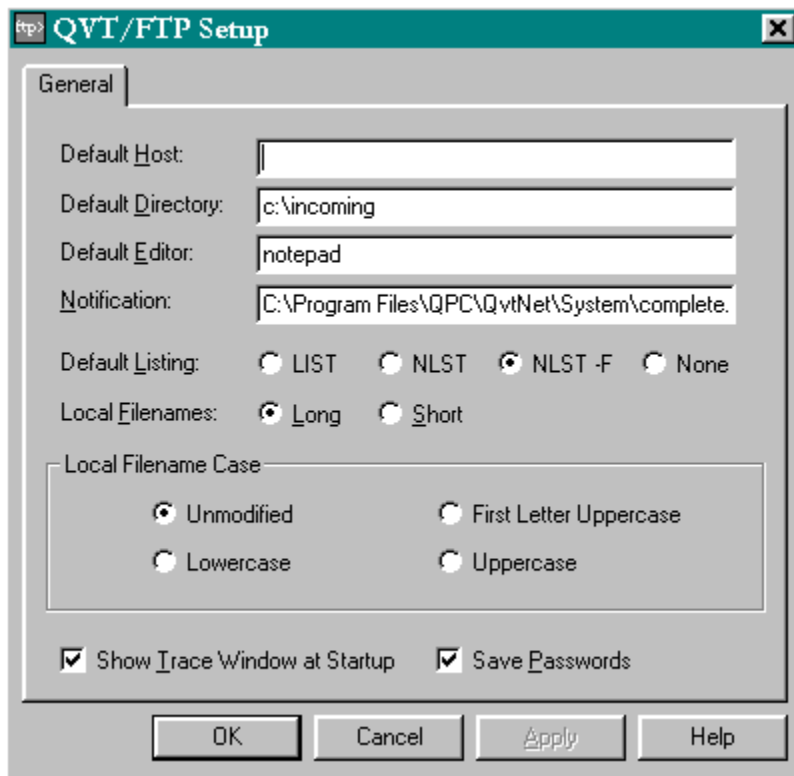 ftp> QVT/FTP Setup
General
Default Host:
Default Directory: c:\incoming
Default Editor: notepad
Notification: C:\Program Files\QPC\QvtNet\System\complete.
Default Listing: LIST NLST NLST -F None
Local Filenames: Long Short
Local Filename Case
Unmodified First Letter Uppercase
Lowercase Uppercase
Show Trace Window at Startup Save Passwords
OK Cancel Apply Help